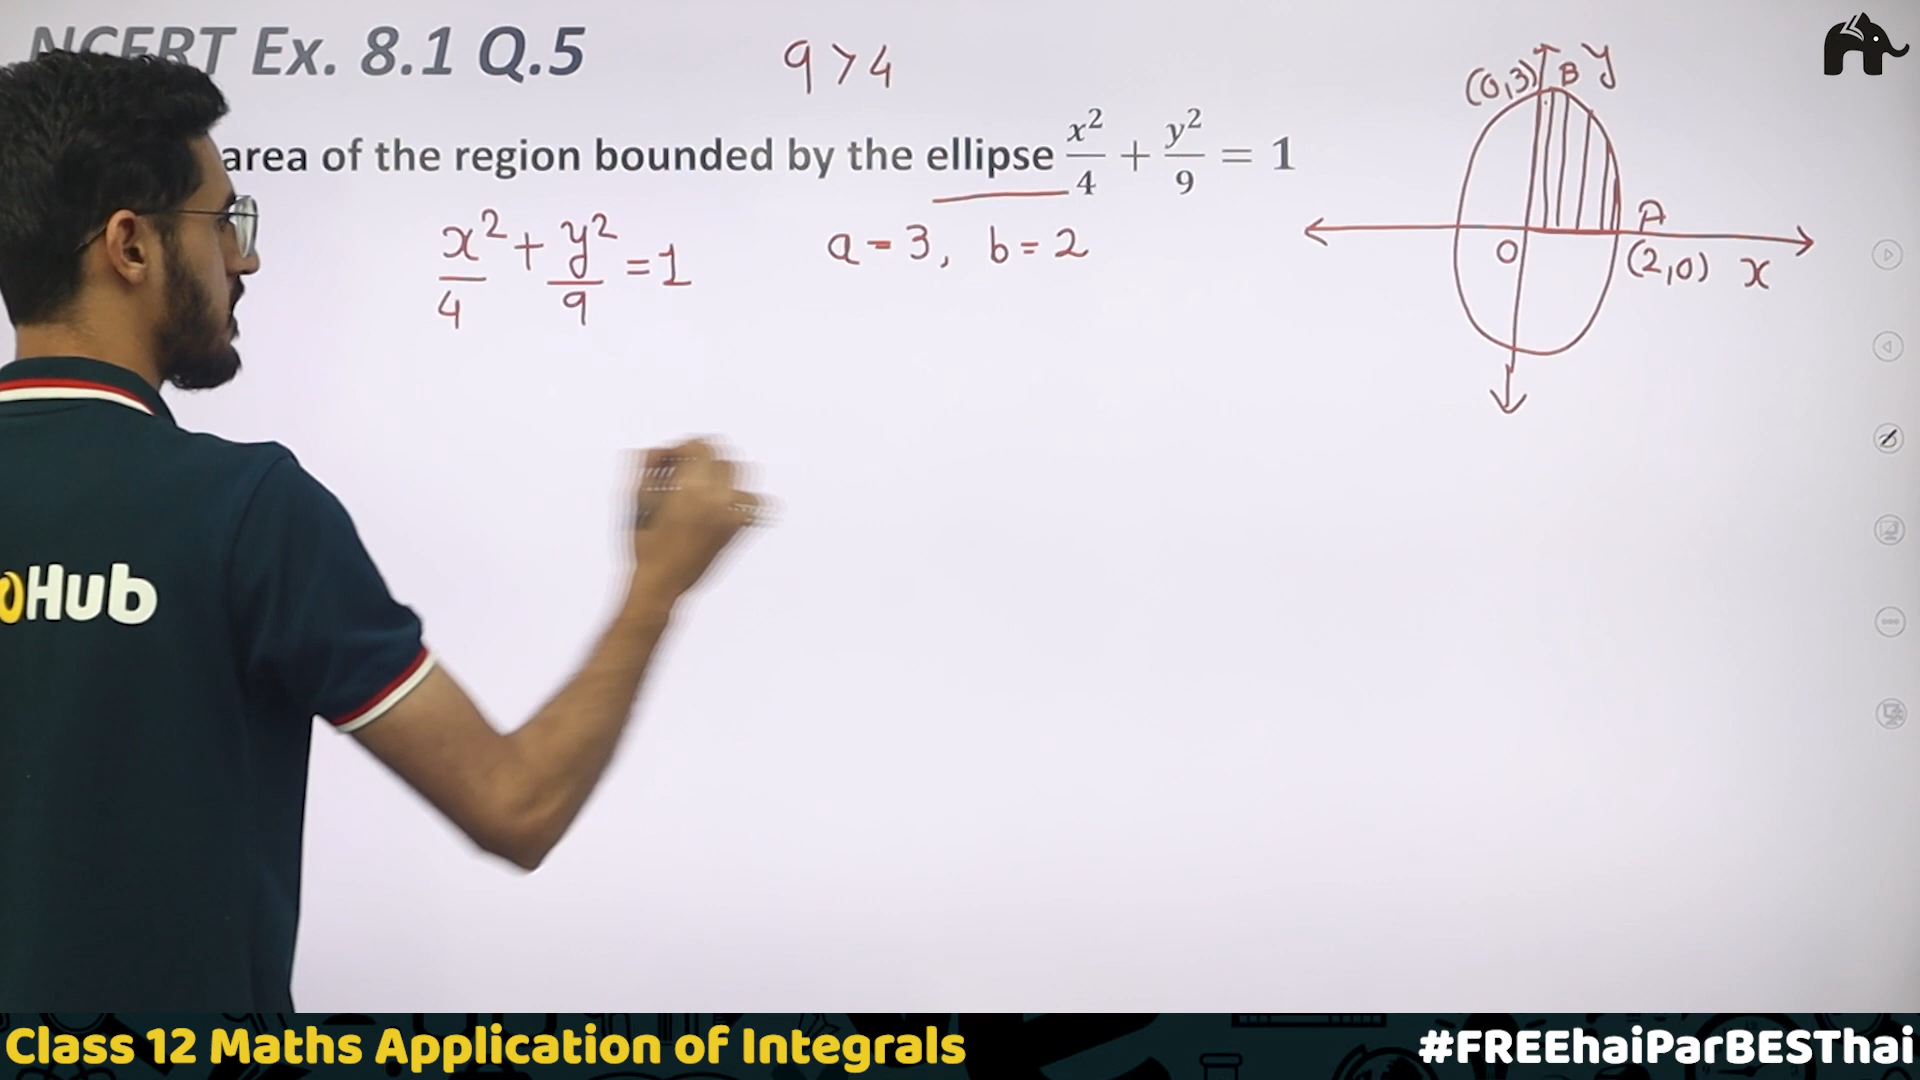 NCERT Ex. 8.1 Q.5
9 > 4
area of the region bounded by the ellipse x²/4 + y²/9 = 1
x²/4 + y²/9 = 1
a = 3, b = 2
(0,3) B y
A
O
(2,0) x
Hub
Class 12 Maths Application of Integrals
#FREEhaiParBESThai